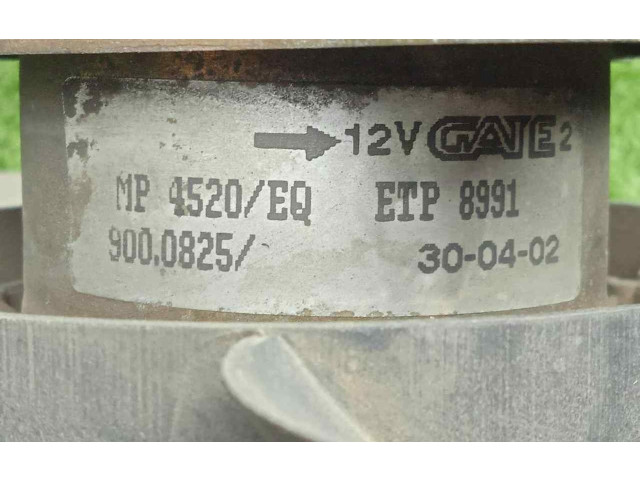 12V GATE 2
MP 4520/EQ ETP 8991
900.0825/ 30-04-02